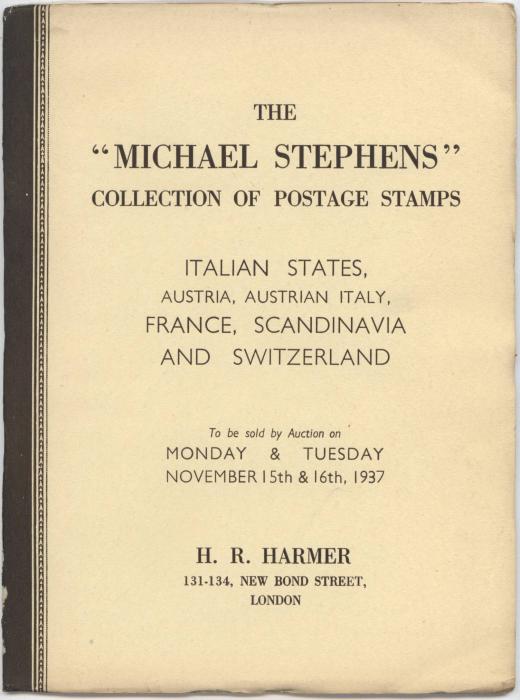 THE
“MICHAEL STEPHENS”
COLLECTION OF POSTAGE STAMPS
ITALIAN STATES,
AUSTRIA, AUSTRIAN ITALY,
FRANCE, SCANDINAVIA
AND SWITZERLAND
To be sold by Auction on
MONDAY & TUESDAY
NOVEMBER 15th & 16th, 1937
H. R. HARMER
131-134, NEW BOND STREET,
LONDON